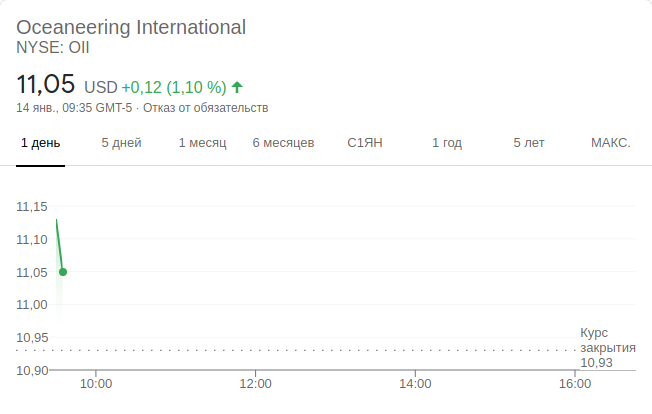 Oceaneering International
NYSE: OII
11,05 USD +0,12 (1,10 %)
14 янв., 09:35 GMT-5 · Отказ от обязательств
1 день 5 дней 1 месяц 6 месяцев С1ЯН 1 год 5 лет МАКС.
11,15
11,10
11,05
11,00
10,95
10,90
Курс
закрытия
10,93
10:00 12:00 14:00 16:00